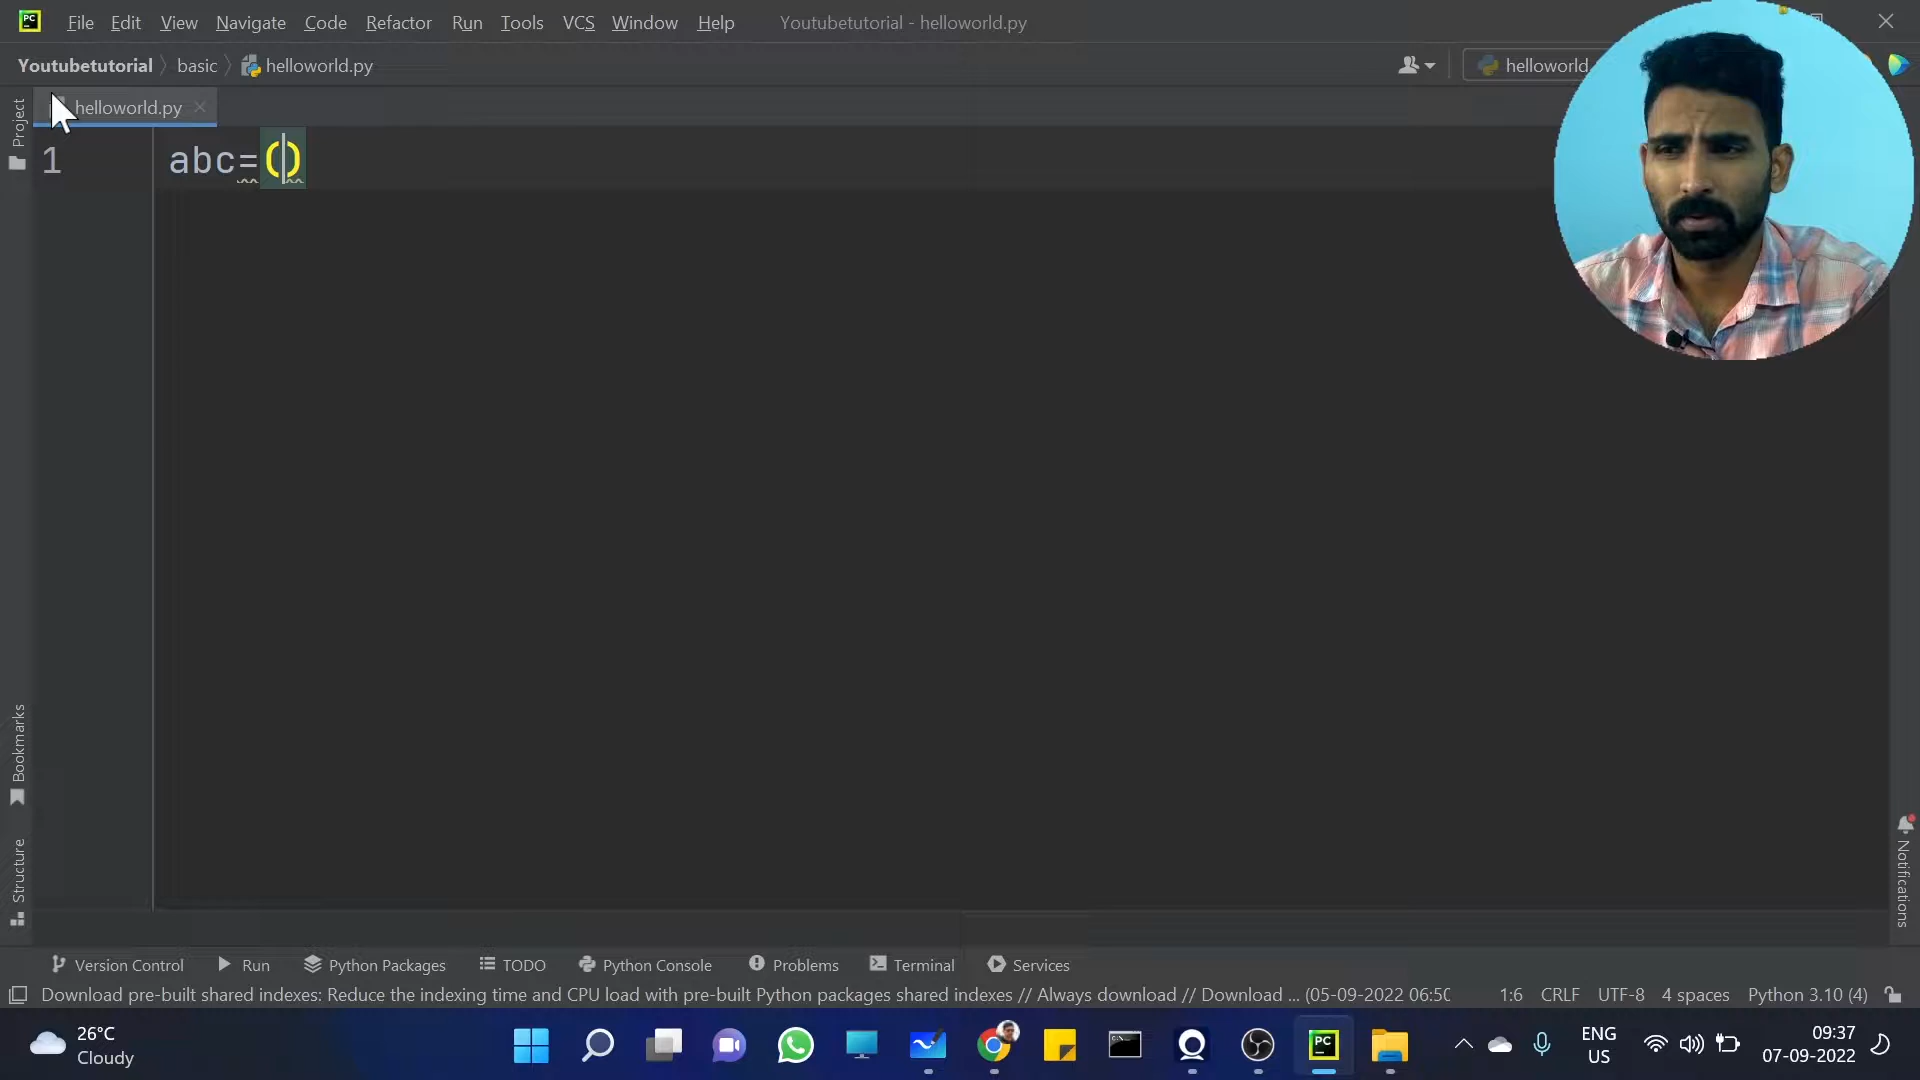 PC File Edit View Navigate Code Refactor Run Tools VCS Window Help Youtubetutorial - helloworld.py
Youtubetutorial basic helloworld.py helloworld
helloworld.py
Project
1 abc=()
Bookmarks
Structure
Notifications
Version Control Run Python Packages TODO Python Console Problems Terminal Services
Download pre-built shared indexes: Reduce the indexing time and CPU load with pre-built Python packages shared indexes // Always download // Download ... (05-09-2022 06:50 1:6 CRLF UTF-8 4 spaces Python 3.10 (4)
26°C
Cloudy
PC
ENG
US
09:37
07-09-2022